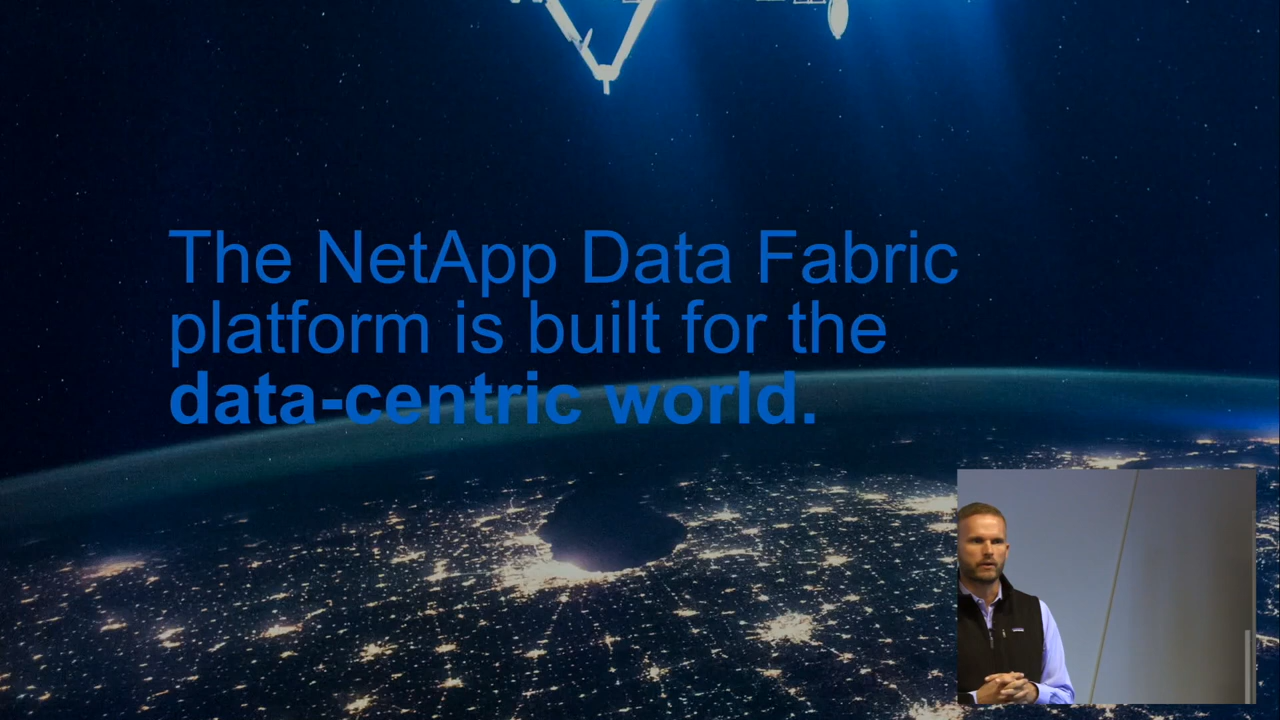 The NetApp Data Fabric
platform is built for the
data-centric world.